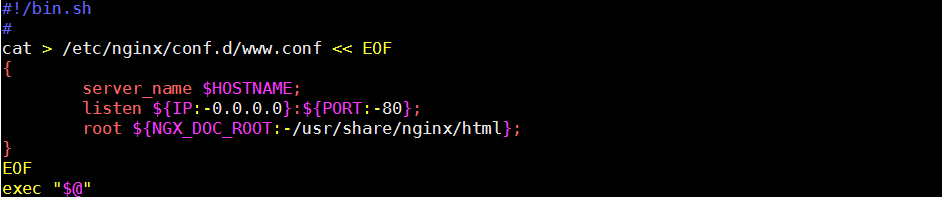 #!/bin.sh
#
cat > /etc/nginx/conf.d/www.conf << EOF
{
        server_name $HOSTNAME;
        listen ${IP:-0.0.0.0}:${PORT:-80};
        root ${NGX_DOC_ROOT:-/usr/share/nginx/html};
}
EOF
exec "$@"